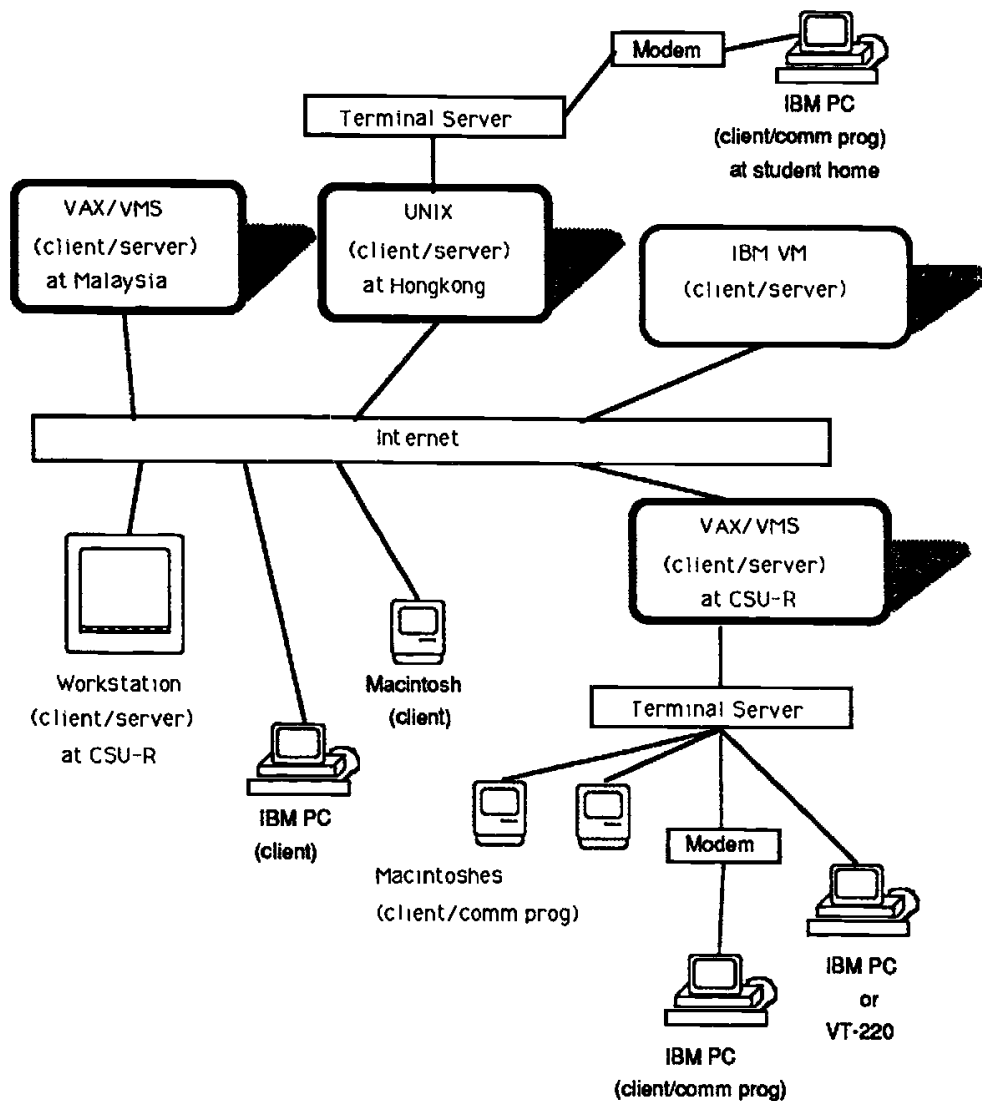 Modem
IBM PC
(client/comm prog)
at student home
Terminal Server
VAX/VMS
(client/server)
at Malaysia
UNIX
(client/server)
at Hongkong
IBM VM
(client/server)
Internet
VAX/VMS
(client/server)
at CSU-R
Workstation
(client/server)
at CSU-R
Macintosh
(client)
IBM PC
(client)
Terminal Server
Macintoshes
(client/comm prog)
Modem
IBM PC
or
VT-220
IBM PC
(client/comm prog)